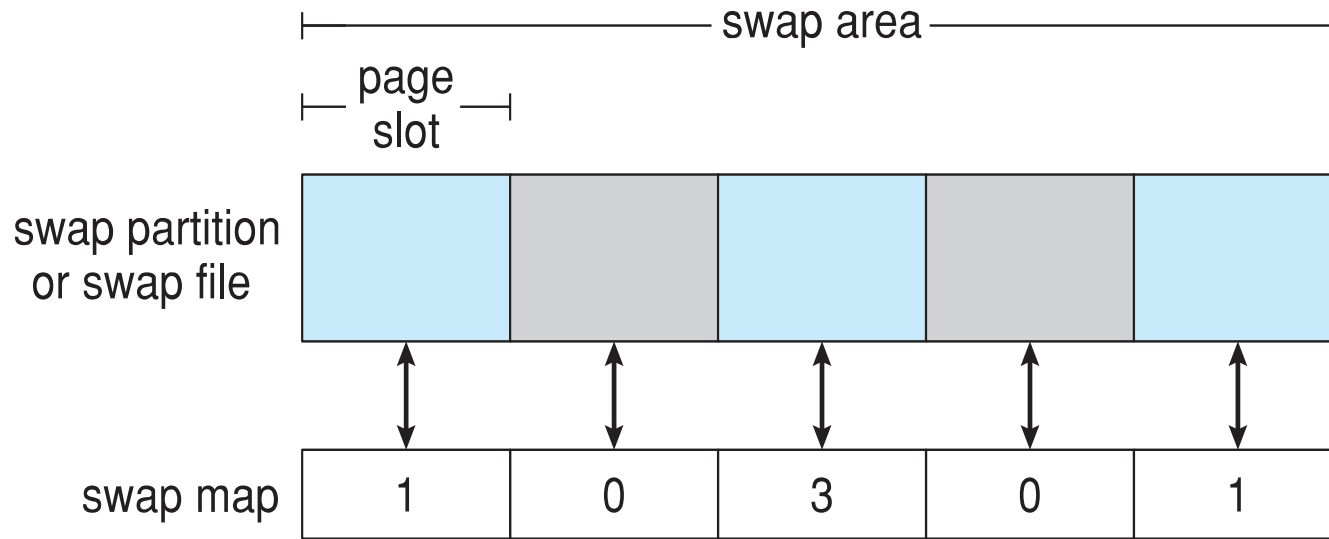 swap area
page
slot
swap partition
or swap file
swap map 1 0 3 0 1